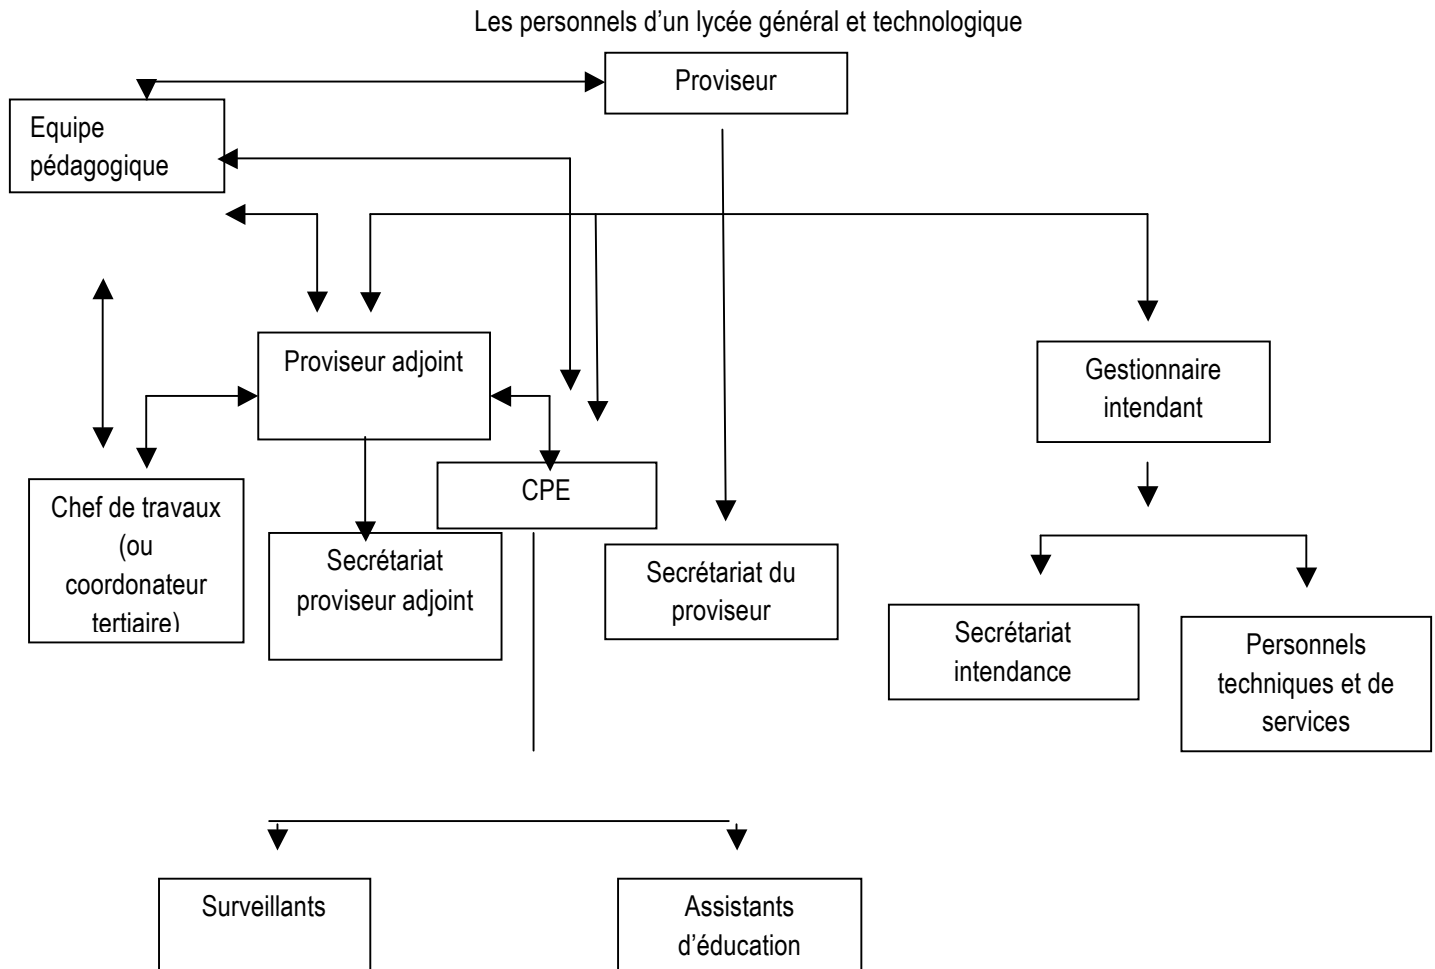 Les personnels d’un lycée général et technologique
Proviseur
Equipe
pédagogique
Proviseur adjoint
Gestionnaire
intendant
CPE
Chef de travaux
(ou
coordonateur
tertiaire)
Secrétariat
proviseur adjoint
Secrétariat du
proviseur
Secrétariat
intendance
Personnels
techniques et de
services
Surveillants
Assistants
d’éducation